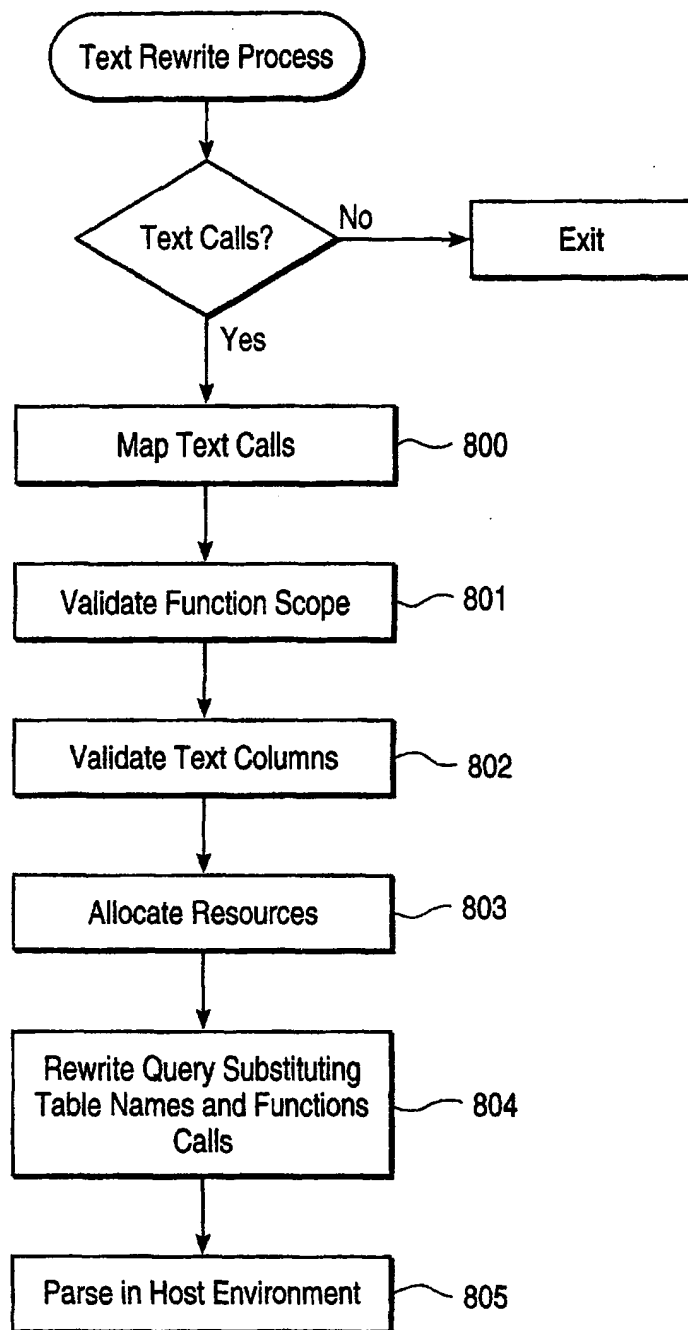 Text Rewrite Process
Text Calls?
No
Exit
Yes
Map Text Calls
800
Validate Function Scope
801
Validate Text Columns
802
Allocate Resources
803
Rewrite Query Substituting
Table Names and Functions
Calls
804
Parse in Host Environment
805